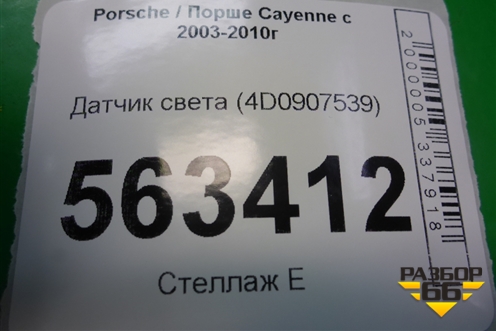 Porsche / Порше Cayenne с
2003-2010г
Датчик света (4D0907539)
563412
Стеллаж Е
2000005337918
РАЗБОР
66